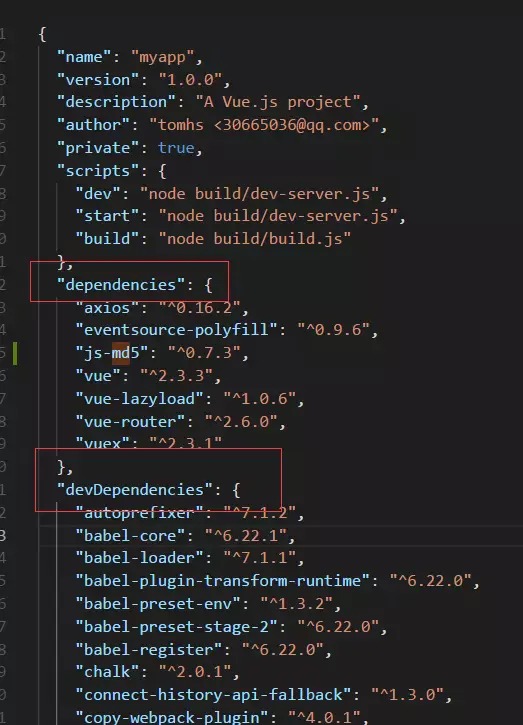 1 {
2 "name": "myapp",
3 "version": "1.0.0",
4 "description": "A Vue.js project",
5 "author": "tomhs <30665036@qq.com>",
6 "private": true,
7 "scripts": {
8 "dev": "node build/dev-server.js",
9 "start": "node build/dev-server.js",
0 "build": "node build/build.js"
1 },
2 "dependencies": {
3 "axios": "^0.16.2",
4 "eventsource-polyfill": "^0.9.6",
5 "js-md5": "^0.7.3",
6 "vue": "^2.3.3",
7 "vue-lazyload": "^1.0.6",
8 "vue-router": "^2.6.0",
9 "vuex": "^2.3.1"
0 },
1 "devDependencies": {
2 "autoprefixer": "^7.1.2",
3 "babel-core": "^6.22.1",
4 "babel-loader": "^7.1.1",
5 "babel-plugin-transform-runtime": "^6.22.0",
6 "babel-preset-env": "^1.3.2",
7 "babel-preset-stage-2": "^6.22.0",
8 "babel-register": "^6.22.0",
9 "chalk": "^2.0.1",
0 "connect-history-api-fallback": "^1.3.0",
1 "copy-webpack-plugin": "^4.0.1",